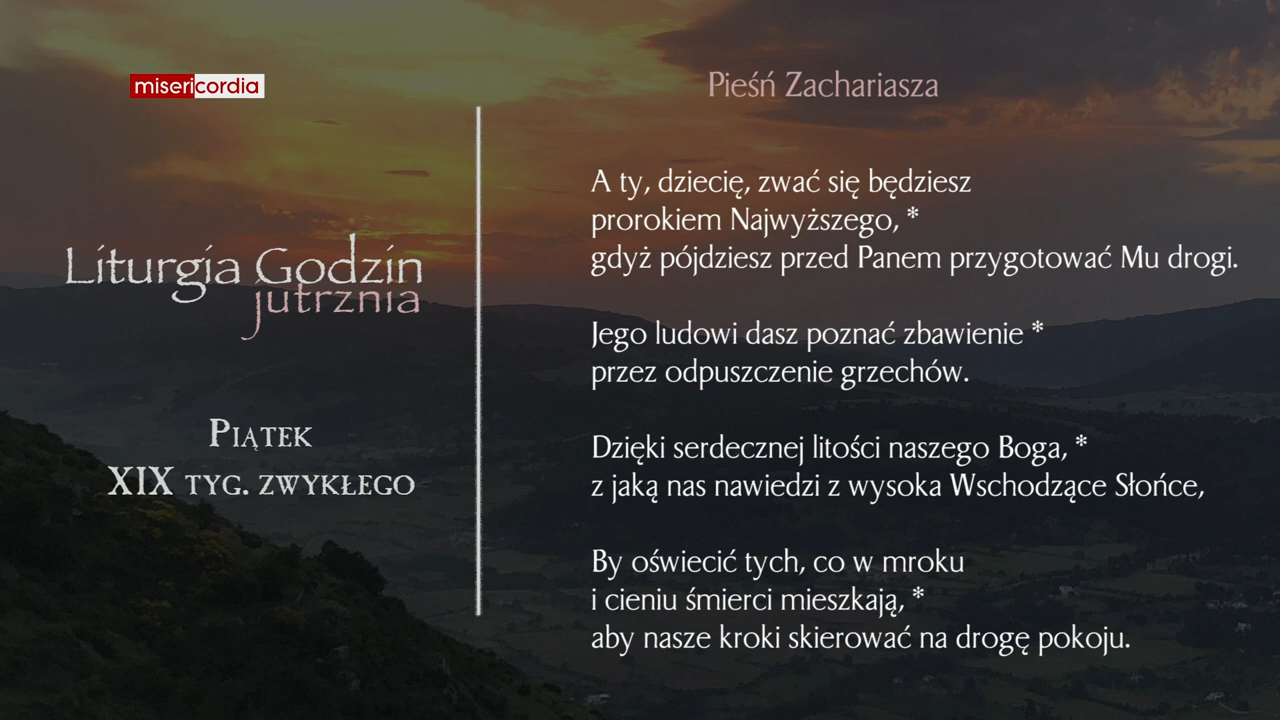 misericordia
Liturgia Godzin
jutrznia
Piątek
XIX tyg. zwykłego
Pieśń Zachariasza
A ty, dziecię, zwać się będziesz
prorokiem Najwyższego, *
gdyż pójdziesz przed Panem przygotować Mu drogi.
Jego ludowi dasz poznać zbawienie *
przez odpuszczenie grzechów.
Dzięki serdecznej litości naszego Boga, *
z jaką nas nawiedzi z wysoka Wschodzące Słońce,
By oświecić tych, co w mroku
i cieniu śmierci mieszkają, *
aby nasze kroki skierować na drogę pokoju.